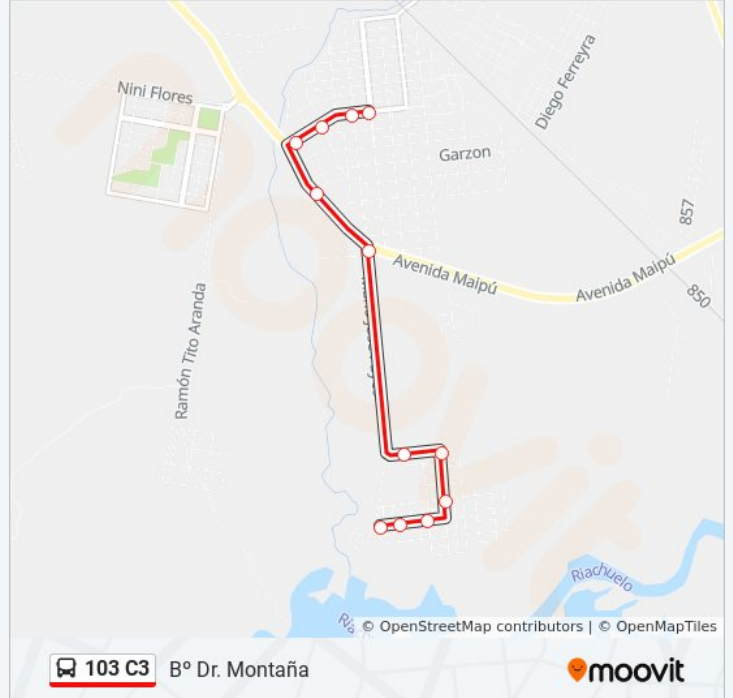 Nini Flores
Diego Ferreyra
Garzon
857
Avenida Maipú
Avenida Maipú
850
Ramón Tito Aranda
moovit
Riachuelo
© OpenStreetMap contributors | © OpenMapTiles
103 C3
Bº Dr. Montaña
moovit